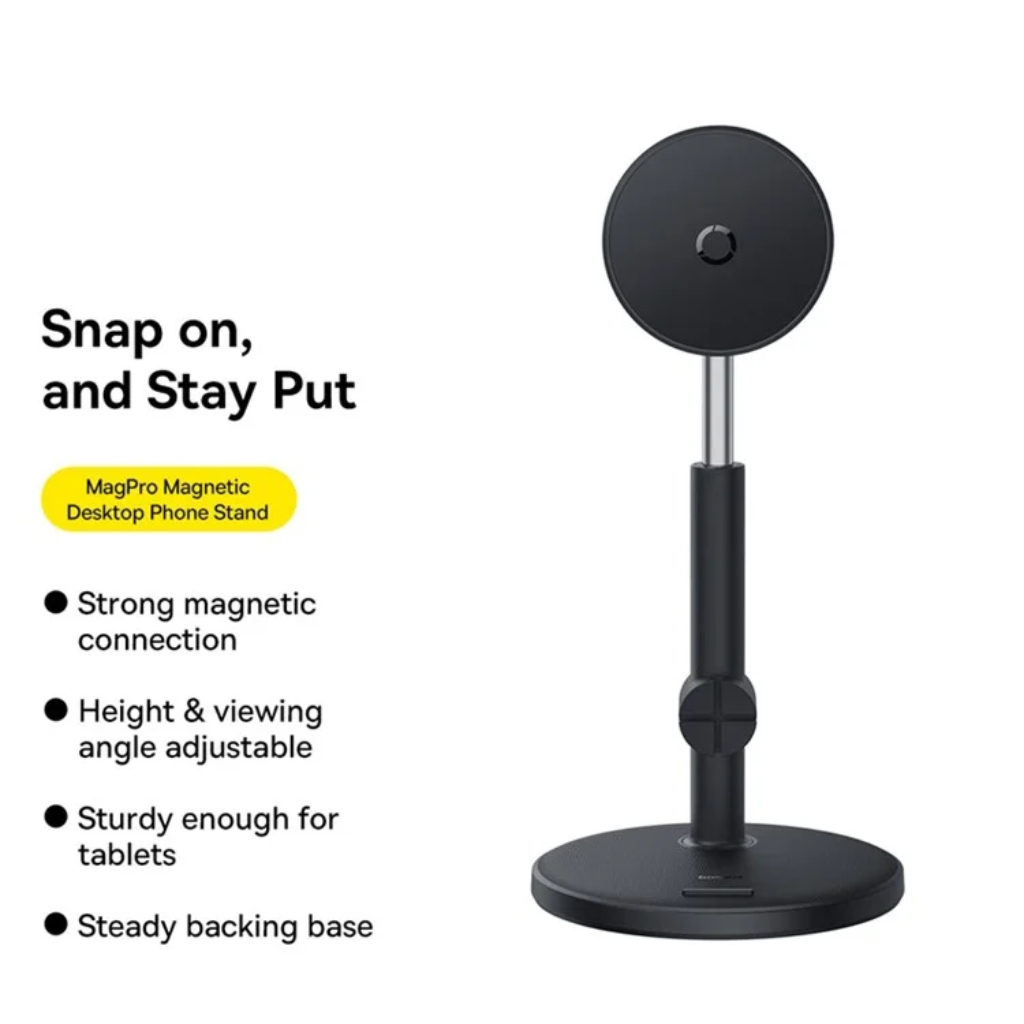 Snap on,
and Stay Put
MagPro Magnetic
Desktop Phone Stand
● Strong magnetic
connection
● Height & viewing
angle adjustable
● Sturdy enough for
tablets
● Steady backing base